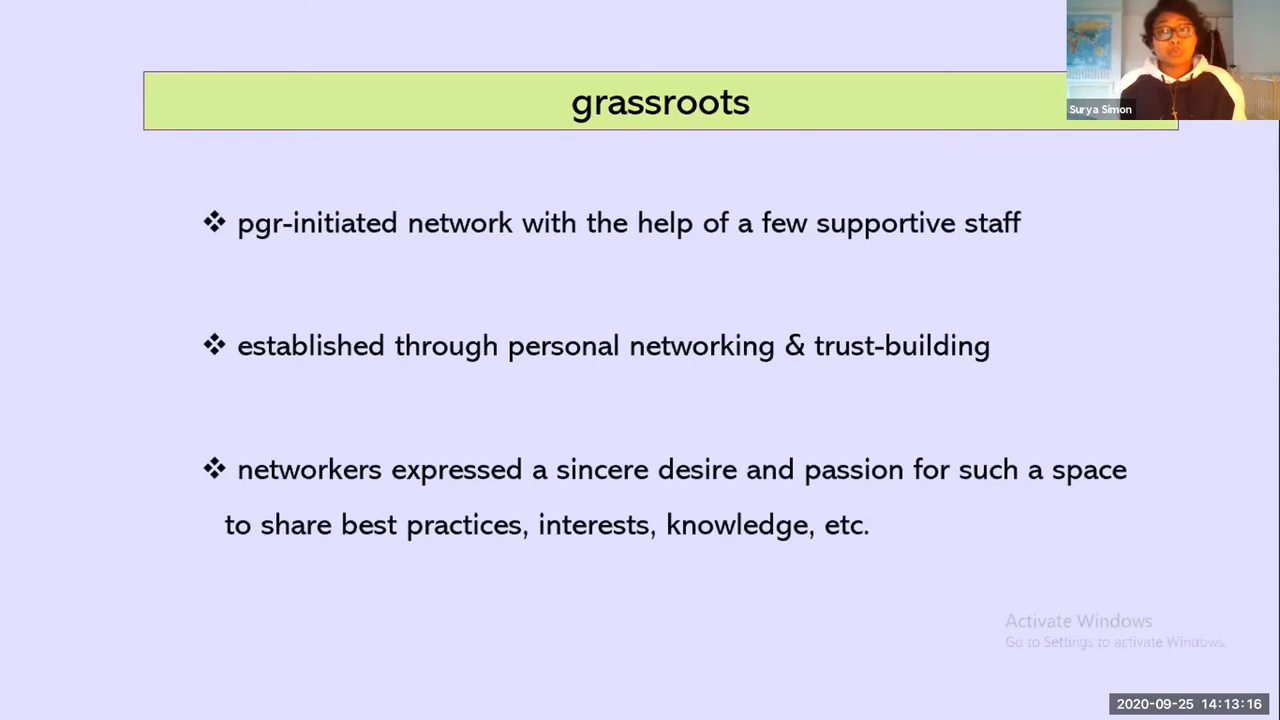 grassroots
Surya Simon
❖ pgr-initiated network with the help of a few supportive staff
❖ established through personal networking & trust-building
❖ networkers expressed a sincere desire and passion for such a space
to share best practices, interests, knowledge, etc.
Activate Windows
Go to Settings to activate Windows.
2020-09-25 14:13:16